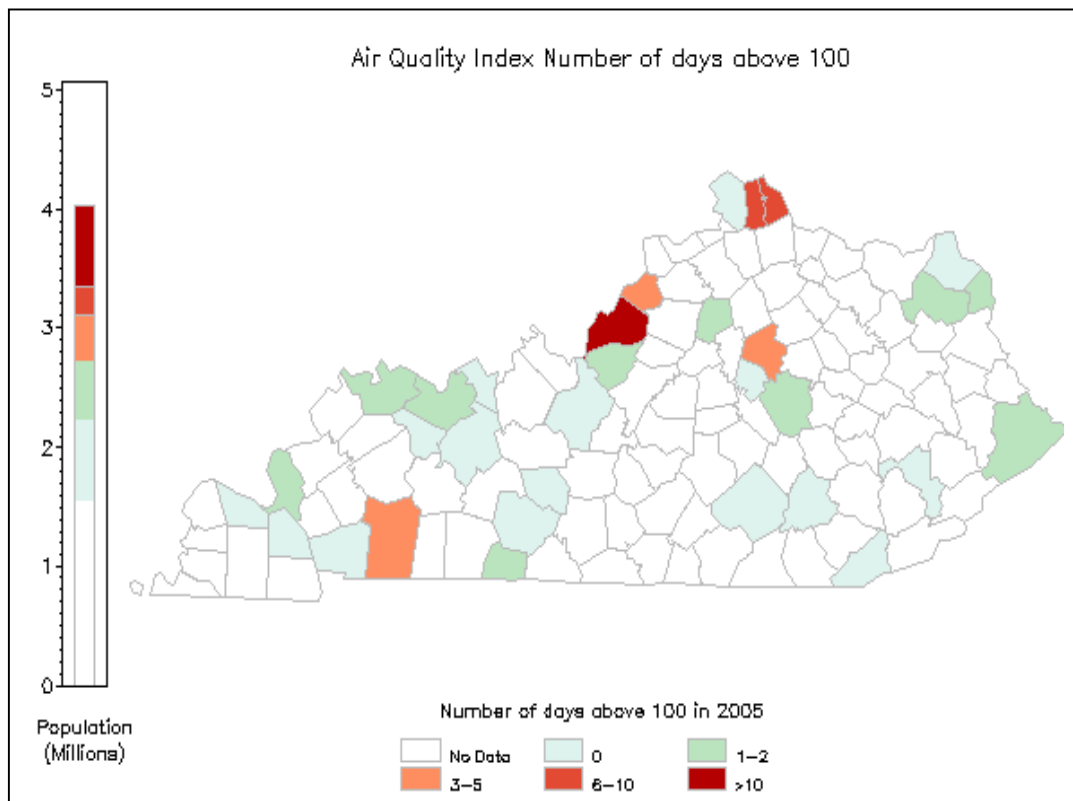 Air Quality Index Number of days above 100
5
4
3
2
1
0
Population
(Millions)
Number of days above 100 in 2005
No Data 0 1-2
3-5 6-10 >10